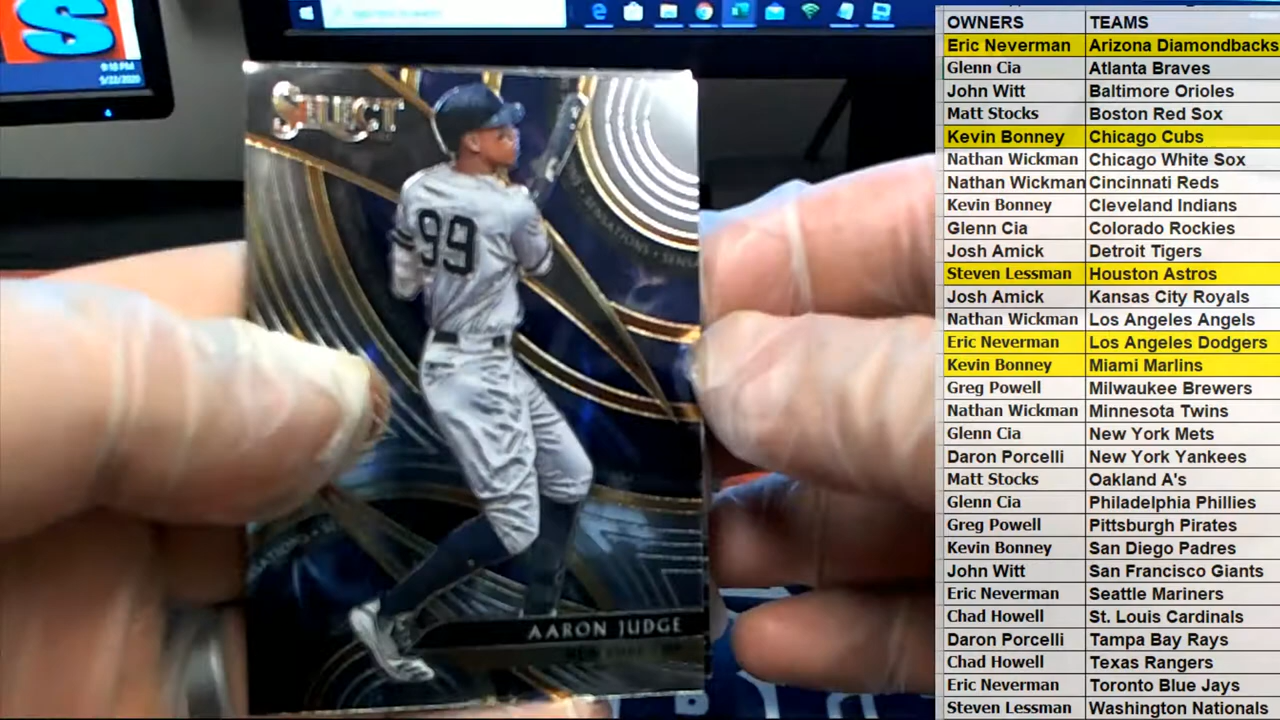 S
9:18 PM
5/22/2020
SELECT
99
AARON JUDGE
OWNERS TEAMS
Eric Neverman Arizona Diamondbacks
Glenn Cia Atlanta Braves
John Witt Baltimore Orioles
Matt Stocks Boston Red Sox
Kevin Bonney Chicago Cubs
Nathan Wickman Chicago White Sox
Nathan Wickman Cincinnati Reds
Kevin Bonney Cleveland Indians
Glenn Cia Colorado Rockies
Josh Amick Detroit Tigers
Steven Lessman Houston Astros
Josh Amick Kansas City Royals
Nathan Wickman Los Angeles Angels
Eric Neverman Los Angeles Dodgers
Kevin Bonney Miami Marlins
Greg Powell Milwaukee Brewers
Nathan Wickman Minnesota Twins
Glenn Cia New York Mets
Daron Porcelli New York Yankees
Matt Stocks Oakland A's
Glenn Cia Philadelphia Phillies
Greg Powell Pittsburgh Pirates
Kevin Bonney San Diego Padres
John Witt San Francisco Giants
Eric Neverman Seattle Mariners
Chad Howell St. Louis Cardinals
Daron Porcelli Tampa Bay Rays
Chad Howell Texas Rangers
Eric Neverman Toronto Blue Jays
Steven Lessman Washington Nationals